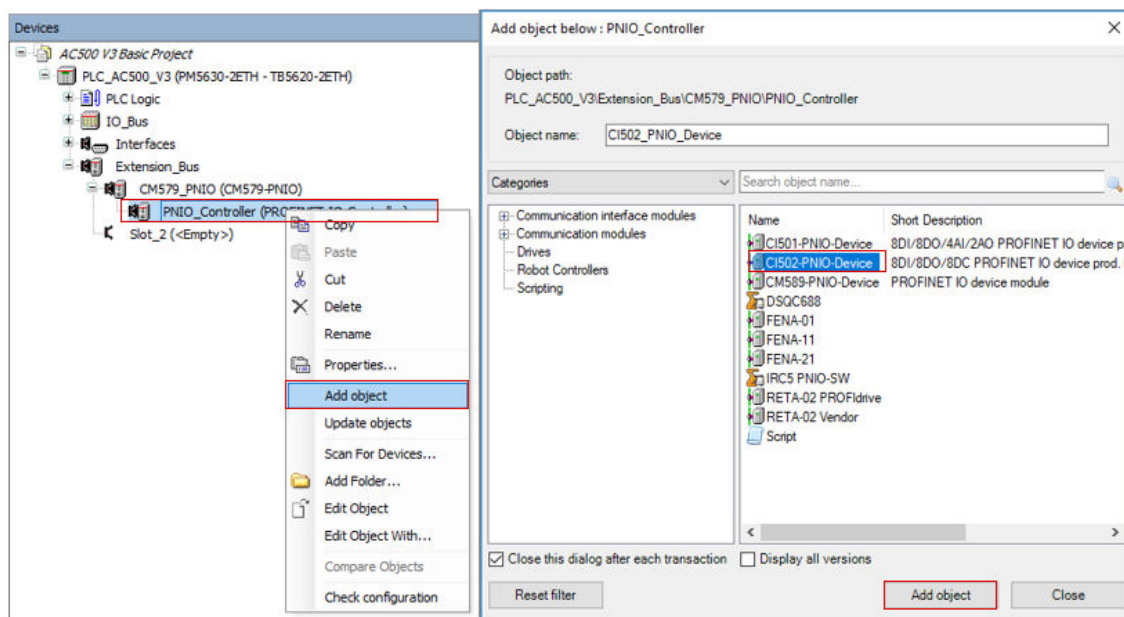 Devices
AC500 V3 Basic Project
PLC_AC500_V3 (PM5630-2ETH - TB5620-2ETH)
PLC Logic
IO_Bus
Interfaces
Extension_Bus
CM579_PNIO (CM579-PNIO)
PNIO_Controller (PROFINET IO Controller)
Slot_2 (<Empty>)
Copy
Paste
Cut
Delete
Rename
Properties...
Add object
Update objects
Scan For Devices...
Add Folder...
Edit Object
Edit Object With...
Compare Objects
Check configuration
Add object below : PNIO_Controller
Object path:
PLC_AC500_V3\Extension_Bus\CM579_PNIO\PNIO_Controller
Object name: CI502_PNIO_Device
Categories
Search object name...
Communication interface modules
Communication modules
Drives
Robot Controllers
Scripting
Name Short Description
CI501-PNIO-Device 8DI/8DO/4AI/2AO PROFINET IO device p
CI502-PNIO-Device 8DI/8DO/8DC PROFINET IO device prod.
CM589-PNIO-Device PROFINET IO device module
DSQC688
FENA-01
FENA-11
FENA-21
IRC5 PNIO-SW
RETA-02 PROFIdrive
RETA-02 Vendor
Script
Close this dialog after each transaction Display all versions
Reset filter Add object Close